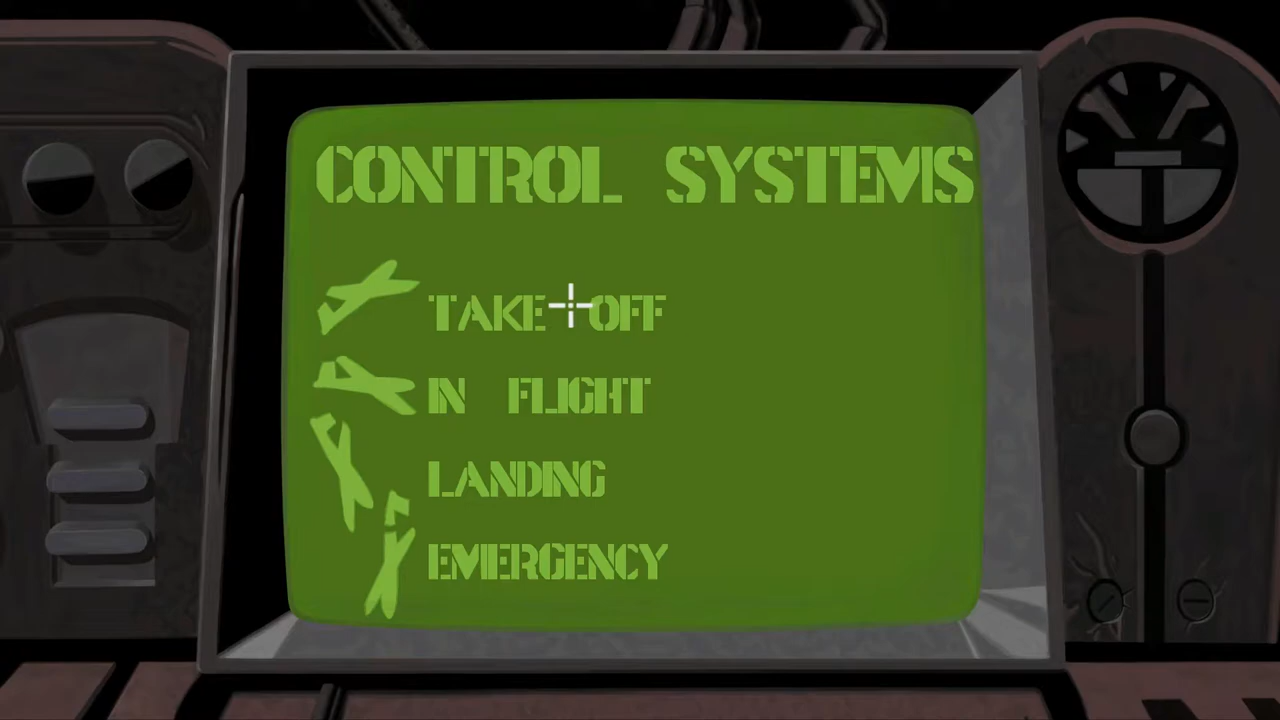 CONTROL SYSTEMS
TAKE OFF
IN FLIGHT
LANDING
EMERGENCY